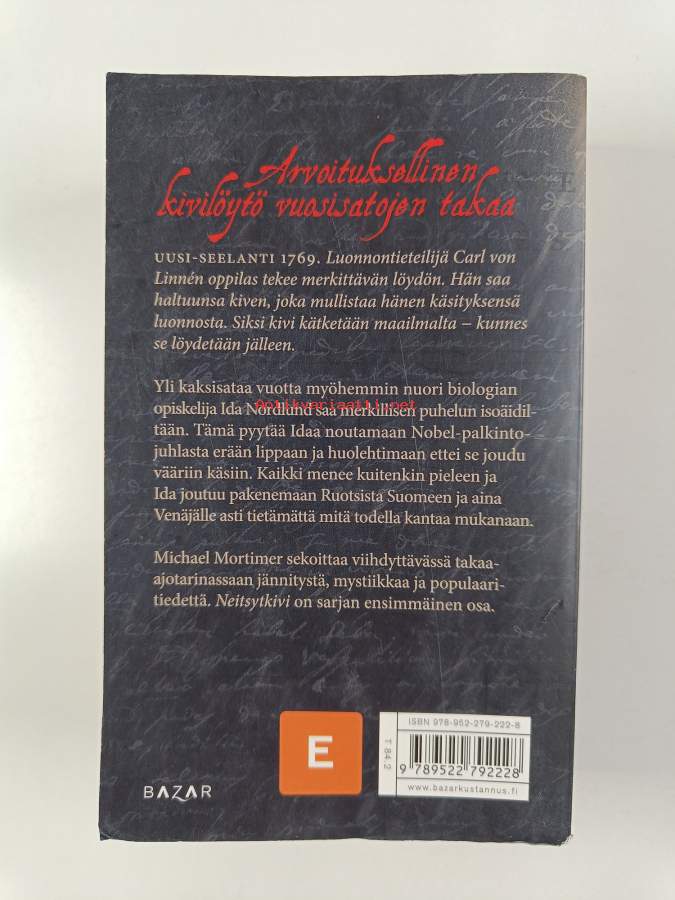 Arvoituksellinen
kivilöytö vuosisatojen takaa
E
UUSI-SEELANTI 1769. Luonnontieteilijä Carl von
Linnén oppilas tekee merkittävän löydön. Hän saa
haltuunsa kiven, joka mullistaa hänen käsityksensä
luonnosta. Siksi kivi kätketään maailmalta – kunnes
se löydetään jälleen.
Yli kaksisataa vuotta myöhemmin nuori biologian
opiskelija Ida Nordlund saa merkillisen puhelun isoäidil-
tään. Tämä pyytää Idaa noutamaan Nobel-palkinto-
juhlasta erään lippaan ja huolehtimaan ettei se joudu
vääriin käsiin. Kaikki menee kuitenkin pieleen ja
Ida joutuu pakenemaan Ruotsista Suomeen ja aina
Venäjälle asti tietämättä mitä todella kantaa mukanaan.
Michael Mortimer sekoittaa viihdyttävässä takaa-
ajotarinassaan jännitystä, mystiikkaa ja populaari-
tiedettä. Neitsytkivi on sarjan ensimmäinen osa.
BAZAR
E
T 84.2
ISBN 978-952-279-222-8
9 789522 792228
www.bazarkustannus.fi